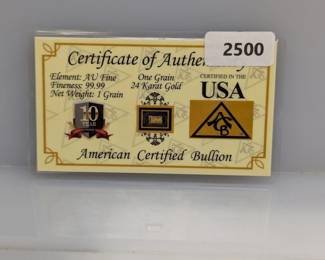 2500
Certificate of Authenticity
Element: AU Fine
Fineness: 99.99
Net Weight: 1 Grain
One Grain
24 Karat Gold
CERTIFIED IN THE
USA
10
YEAR
ACB
American Certified Bullion